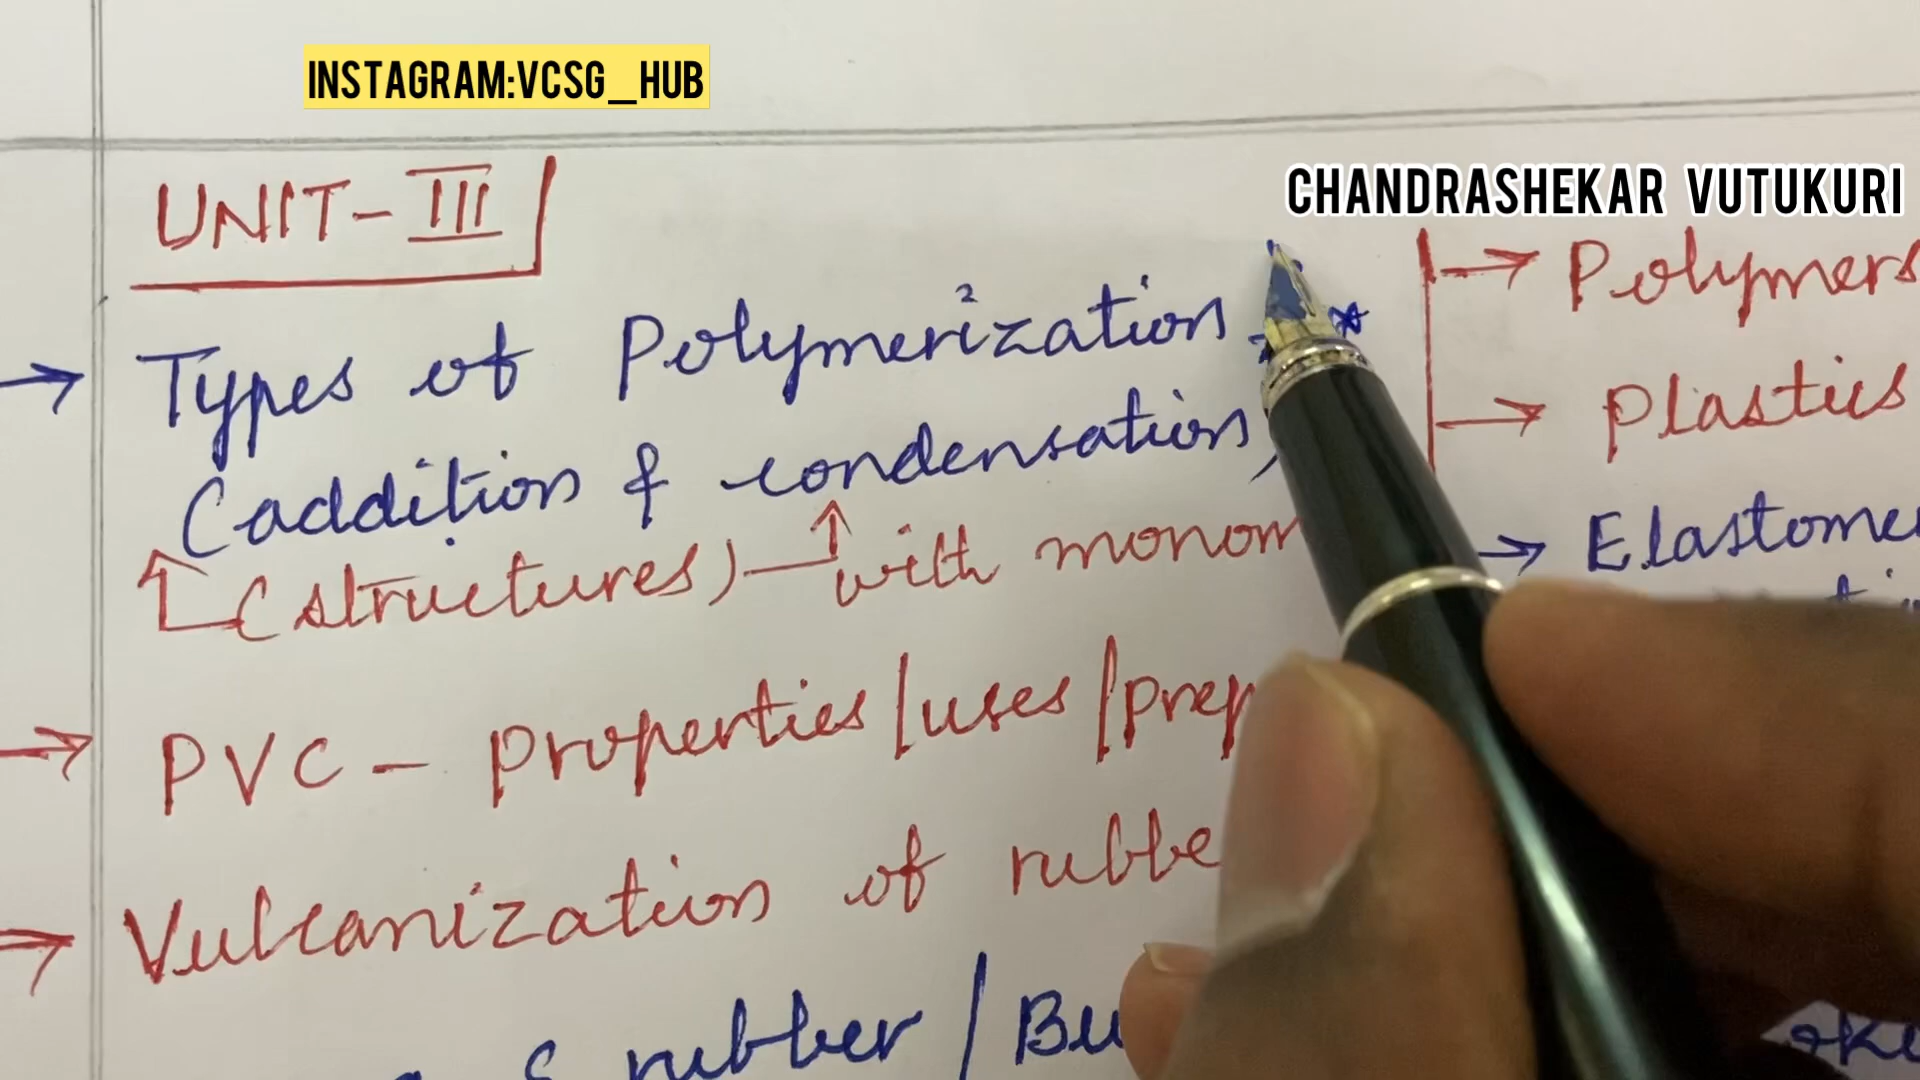 INSTAGRAM:VCSG_HUB
CHANDRASHEKAR VUTUKURI
UNIT-III
Types of Polymerization
(addition & condensation)
(structures) with
PVC - Properties/uses/
Vulcanization of
rubber /
→ Polymers
→ Plastics